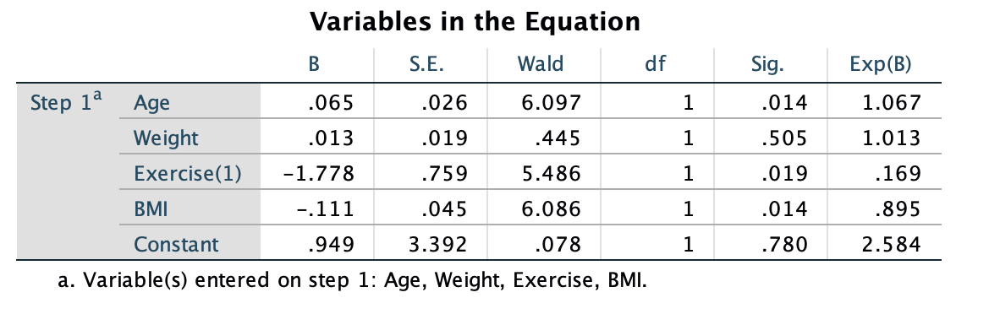 Variables in the Equation
B S.E. Wald df Sig. Exp(B)
Step 1a Age .065 .026 6.097 1 .014 1.067
Weight .013 .019 .445 1 .505 1.013
Exercise(1) -1.778 .759 5.486 1 .019 .169
BMI -.111 .045 6.086 1 .014 .895
Constant .949 3.392 .078 1 .780 2.584
a. Variable(s) entered on step 1: Age, Weight, Exercise, BMI.